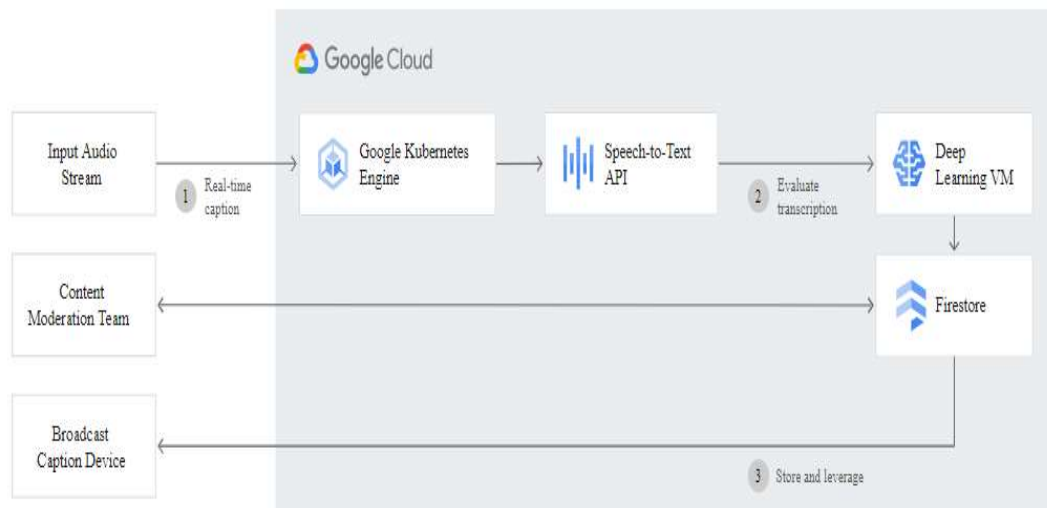 Google Cloud
Input Audio
Stream
1
Real-time
caption
Google Kubernetes
Engine
Speech-to-Text
API
2
Evaluate
transcription
Deep
Learning VM
Content
Moderation Team
Firestore
Broadcast
Caption Device
3
Store and leverage